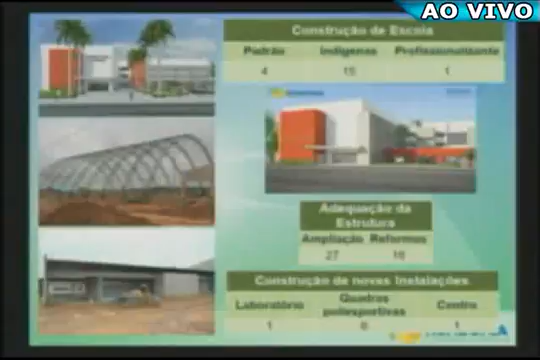 AO VIVO
Construção de Escola
Padrão Indígenas Profissionalizante
4 15 1
Adequação da
Estrutura
Ampliação Reformas
27
Construção de novas Instalações
Laboratório Quadras poliesportivas Centro
1 1